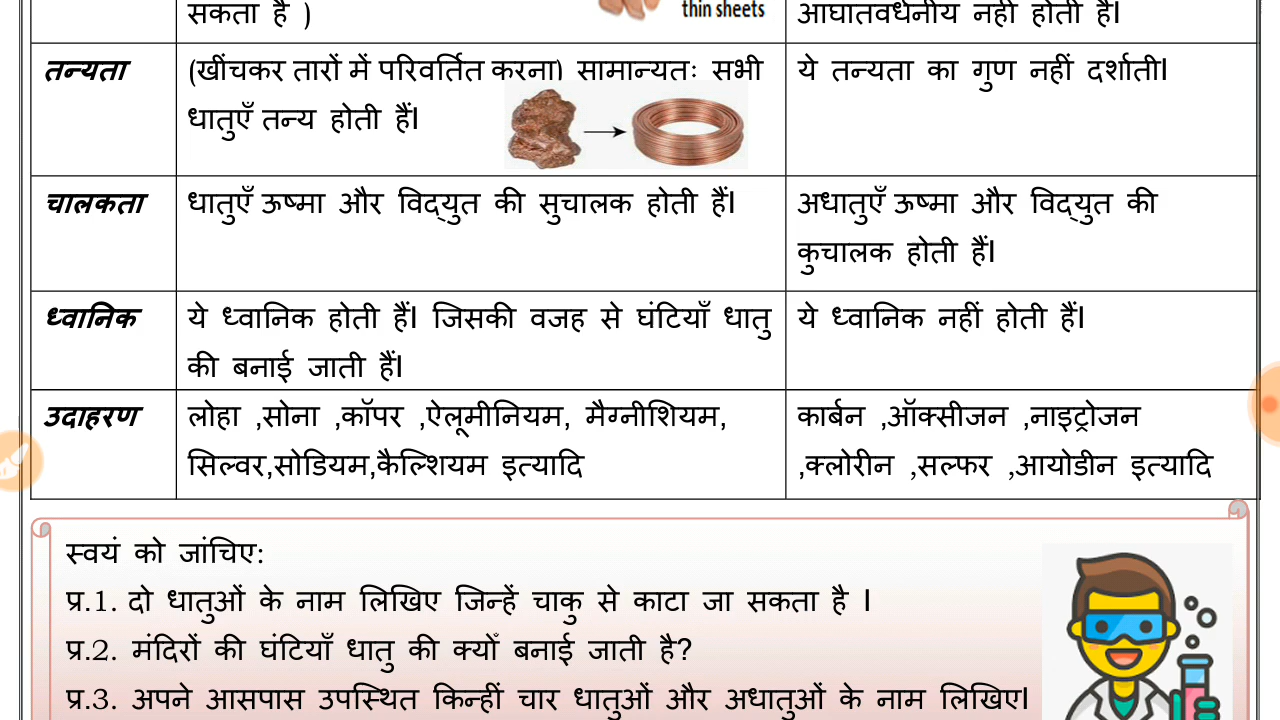 सकता है )
thin sheets
आघातवर्धनीय नहीं होती हैंI
तन्यता
(खींचकर तारों में परिवर्तित करना) सामान्यतः सभी
धातुएँ तन्य होती हैंI
ये तन्यता का गुण नहीं दर्शातीI
चालकता
धातुएँ ऊष्मा और विद्युत की सुचालक होती हैंI
अधातुएँ ऊष्मा और विद्युत की
कुचालक होती हैंI
ध्वानिक
ये ध्वानिक होती हैंI जिसकी वजह से घंटियाँ धातु
की बनाई जाती हैंI
ये ध्वानिक नहीं होती हैंI
उदाहरण
लोहा ,सोना ,कॉपर ,ऐलूमीनियम, मैग्नीशियम,
सिल्वर,सोडियम,कैल्शियम इत्यादि
कार्बन ,ऑक्सीजन ,नाइट्रोजन
,क्लोरीन ,सल्फर ,आयोडीन इत्यादि
स्वयं को जांचिए:
प्र.1. दो धातुओं के नाम लिखिए जिन्हें चाकु से काटा जा सकता है I
प्र.2. मंदिरों की घंटियाँ धातु की क्यों बनाई जाती है?
प्र.3. अपने आसपास उपस्थित किन्हीं चार धातुओं और अधातुओं के नाम लिखिएI